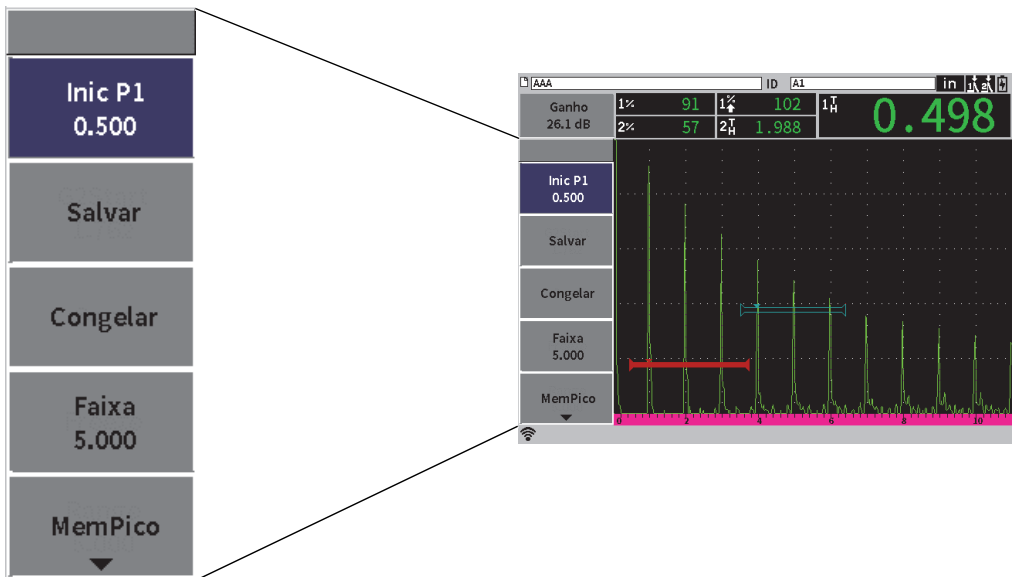 Inic P1
0.500
Salvar
Congelar
Faixa
5.000
MemPico
AAA
ID
A1
in
Ganho
26.1 dB
1% 91
1% 102
1 T H 0.498
2% 57
2 T H 1.988
Inic P1
0.500
Salvar
Congelar
Faixa
5.000
MemPico
0 2 4 6 8 10